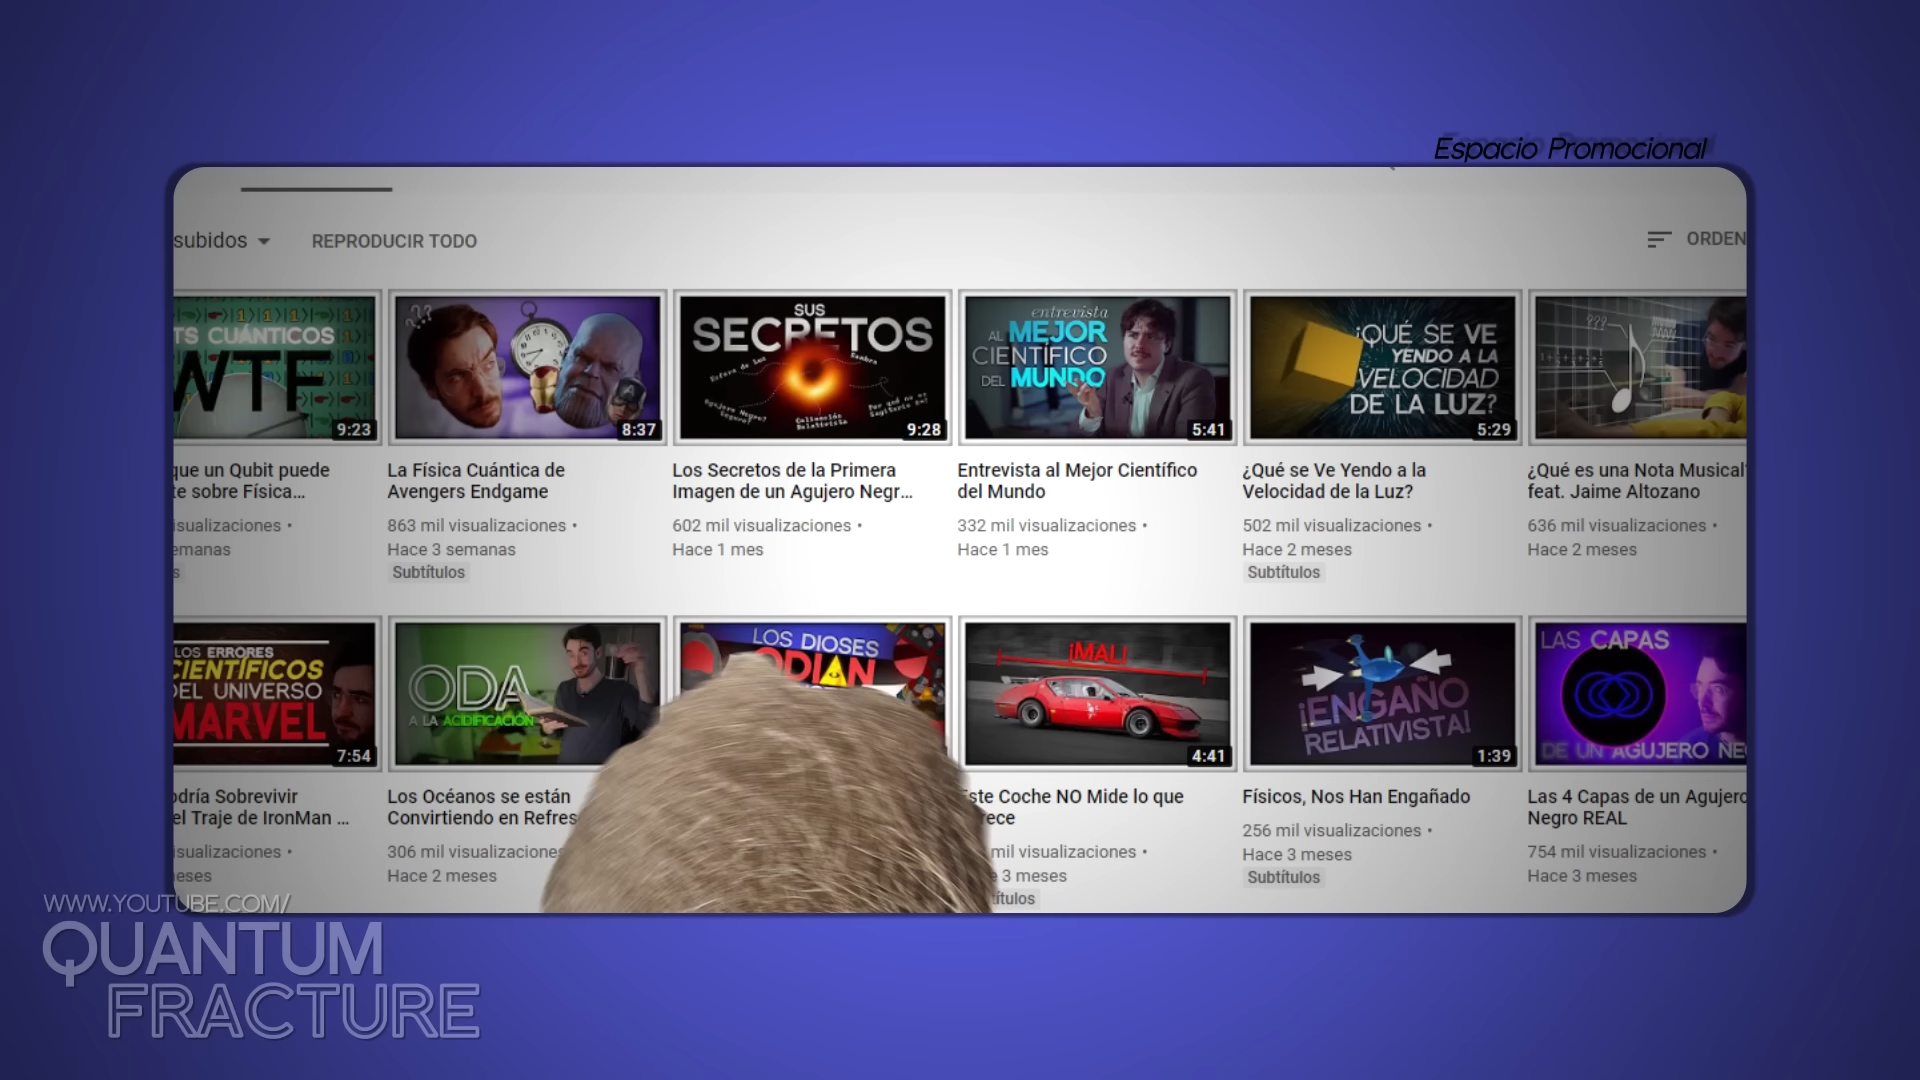 Espacio Promocional
subidos
REPRODUCIR TODO
ORDEN
TS CUÁNTICOS
WTF
9:23
??
8:37
SUS
SECRETOS
Sombra
9:28
entrevista
AL MEJOR
CIENTÍFICO
DEL MUNDO
5:41
¿QUÉ SE VE
YENDO A LA
VELOCIDAD
DE LA LUZ?
5:29
???
que un Qubit puede
te sobre Física...
isualizaciones •
emanas
s
La Física Cuántica de
Avengers Endgame
863 mil visualizaciones •
Hace 3 semanas
Subtítulos
Los Secretos de la Primera
Imagen de un Agujero Negr...
602 mil visualizaciones •
Hace 1 mes
Entrevista al Mejor Científico
del Mundo
332 mil visualizaciones •
Hace 1 mes
¿Qué se Ve Yendo a la
Velocidad de la Luz?
502 mil visualizaciones •
Hace 2 meses
Subtítulos
¿Qué es una Nota Musical?
feat. Jaime Altozano
636 mil visualizaciones •
Hace 2 meses
LOS ERRORES
CIENTÍFICOS
DEL UNIVERSO
MARVEL
7:54
ODA
A LA ACIDIFICACIÓN
LOS DIOSES
ODIAN
¡MAL!
4:41
¡ENGAÑO
RELATIVISTA!
1:39
LAS CAPAS
DE UN AGUJERO NE
odría Sobrevivir
el Traje de IronMan ...
isualizaciones •
eses
Los Océanos se están
Convirtiendo en Refres
306 mil visualizaciones
Hace 2 meses
Este Coche NO Mide lo que
rece
mil visualizaciones •
e 3 meses
títulos
Físicos, Nos Han Engañado
256 mil visualizaciones •
Hace 3 meses
Subtítulos
Las 4 Capas de un Agujero
Negro REAL
754 mil visualizaciones •
Hace 3 meses
WWW.YOUTUBE.COM/
QUANTUM
FRACTURE